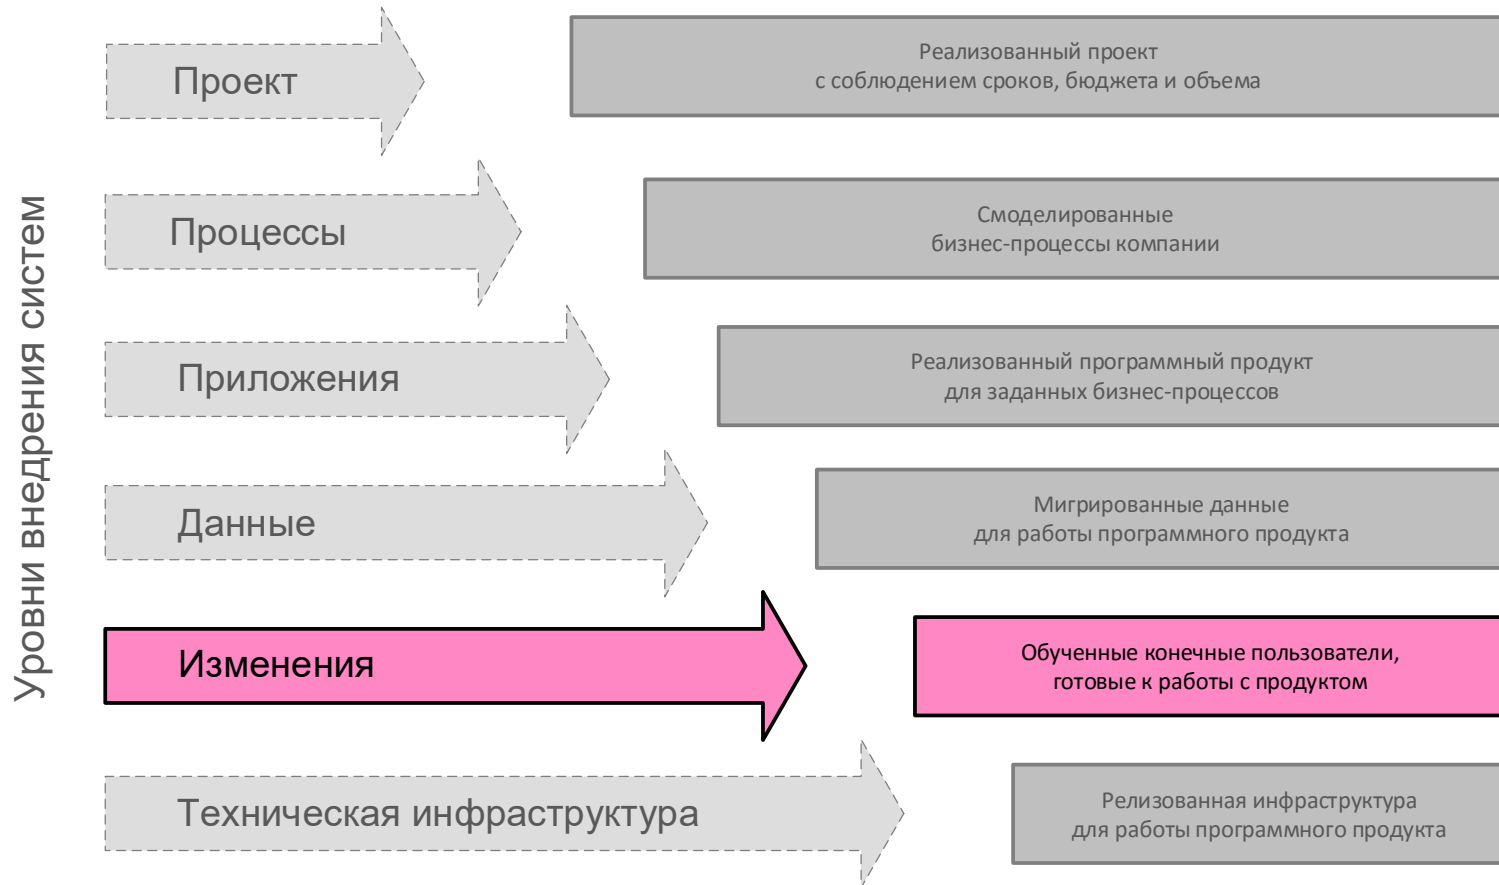 Уровни внедрения систем
Проект
Реализованный проект
с соблюдением сроков, бюджета и объема
Процессы
Смоделированные
бизнес-процессы компании
Приложения
Реализованный программный продукт
для заданных бизнес-процессов
Данные
Мигрированные данные
для работы программного продукта
Изменения
Обученные конечные пользователи,
готовые к работы с продуктом
Техническая инфраструктура
Релизованная инфраструктура
для работы программного продукта